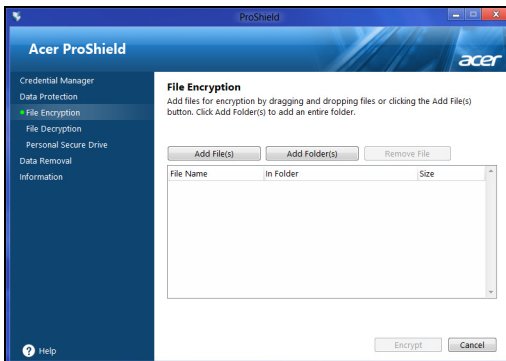 ProShield
Acer ProShield
acer
Credential Manager
Data Protection
File Encryption
File Decryption
Personal Secure Drive
Data Removal
Information
Help
File Encryption
Add files for encryption by dragging and dropping files or clicking the Add File(s)
button. Click Add Folder(s) to add an entire folder.
Add File(s) Add Folder(s) Remove File
File Name In Folder Size
Encrypt Cancel